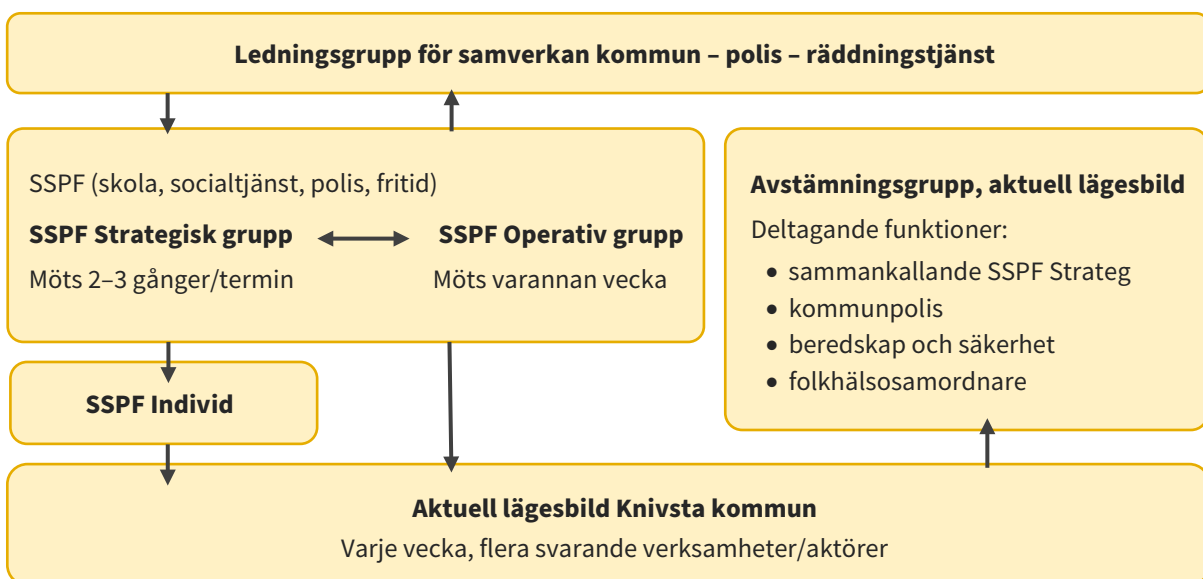 Ledningsgrupp för samverkan kommun – polis – räddningstjänst
SSPF (skola, socialtjänst, polis, fritid)
SSPF Strategisk grupp
Möts 2–3 gånger/termin
SSPF Operativ grupp
Möts varannan vecka
Avstämningsgrupp, aktuell lägesbild
Deltagande funktioner:
• sammankallande SSPF Strateg
• kommunpolis
• beredskap och säkerhet
• folkhälsosamordnare
SSPF Individ
Aktuell lägesbild Knivsta kommun
Varje vecka, flera svarande verksamheter/aktörer